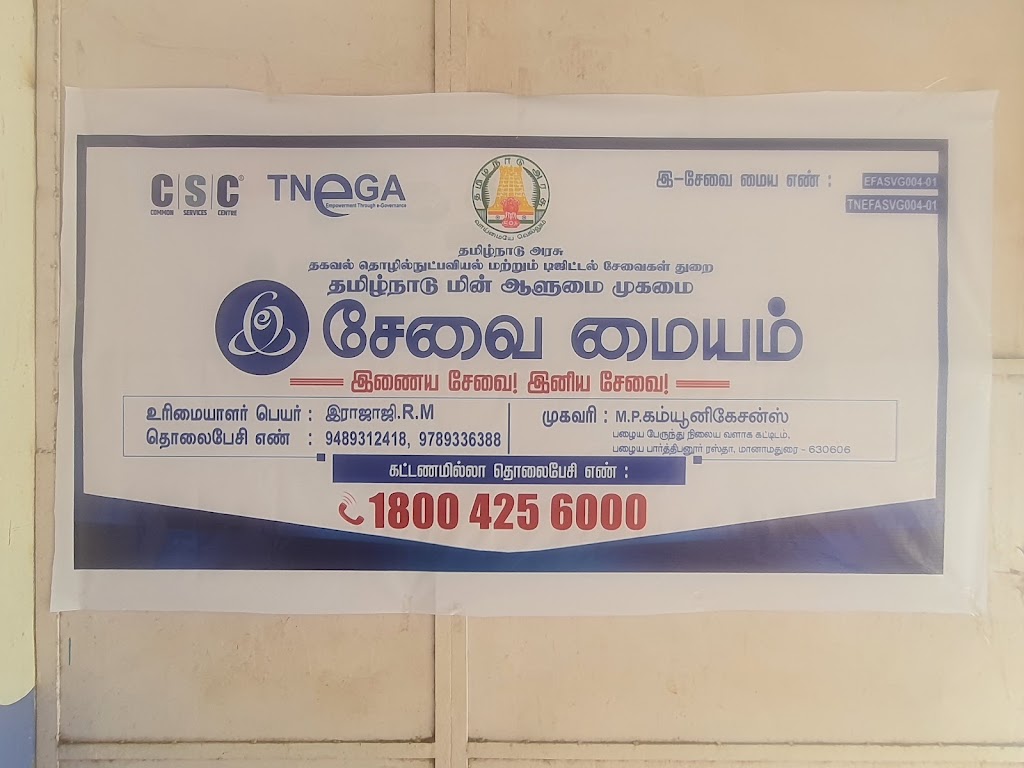 CSC
COMMON SERVICES CENTRE
TNeGA
Empowerment Through e-Governance
தமிழ்நாடு அரசு
வாய்மையே வெல்லும்
இ-சேவை மைய எண் : EFASVG004-01
TNEFASVG004-01
தமிழ்நாடு அரசு
தகவல் தொழில்நுட்பவியல் மற்றும் டிஜிட்டல் சேவைகள் துறை
தமிழ்நாடு மின் ஆளுமை முகமை
இ சேவை மையம்
இணைய சேவை! இனிய சேவை!
உரிமையாளர் பெயர் : இராஜாஜி.R.M
தொலைபேசி எண் : 9489312418, 9789336388
முகவரி : M.P.கம்யூனிகேசன்ஸ்
பழைய பேருந்து நிலைய வளாக கட்டிடம்,
பழைய பார்த்திபனூர் ரஸ்தா, மானாமதுரை - 630606
கட்டணமில்லா தொலைபேசி எண் :
1800 425 6000